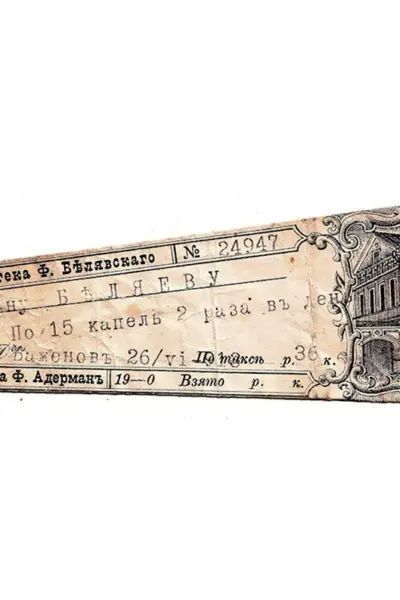 тека Ф. Бѣлявскаго № 24947
ну БѢЛЯЕВУ
По 15 капель 2 раза въ ден
Баженовъ 26/vi По таксѣ р. 36 к.
а Ф. Адерманъ 19—0 Взято р. к.